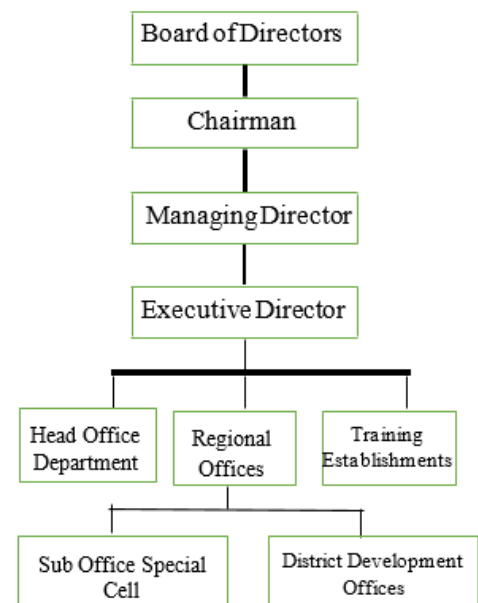 Board of Directors
Chairman
Managing Director
Executive Director
Head Office
Department
Regional
Offices
Training
Establishments
Sub Office Special
Cell
District Development
Offices